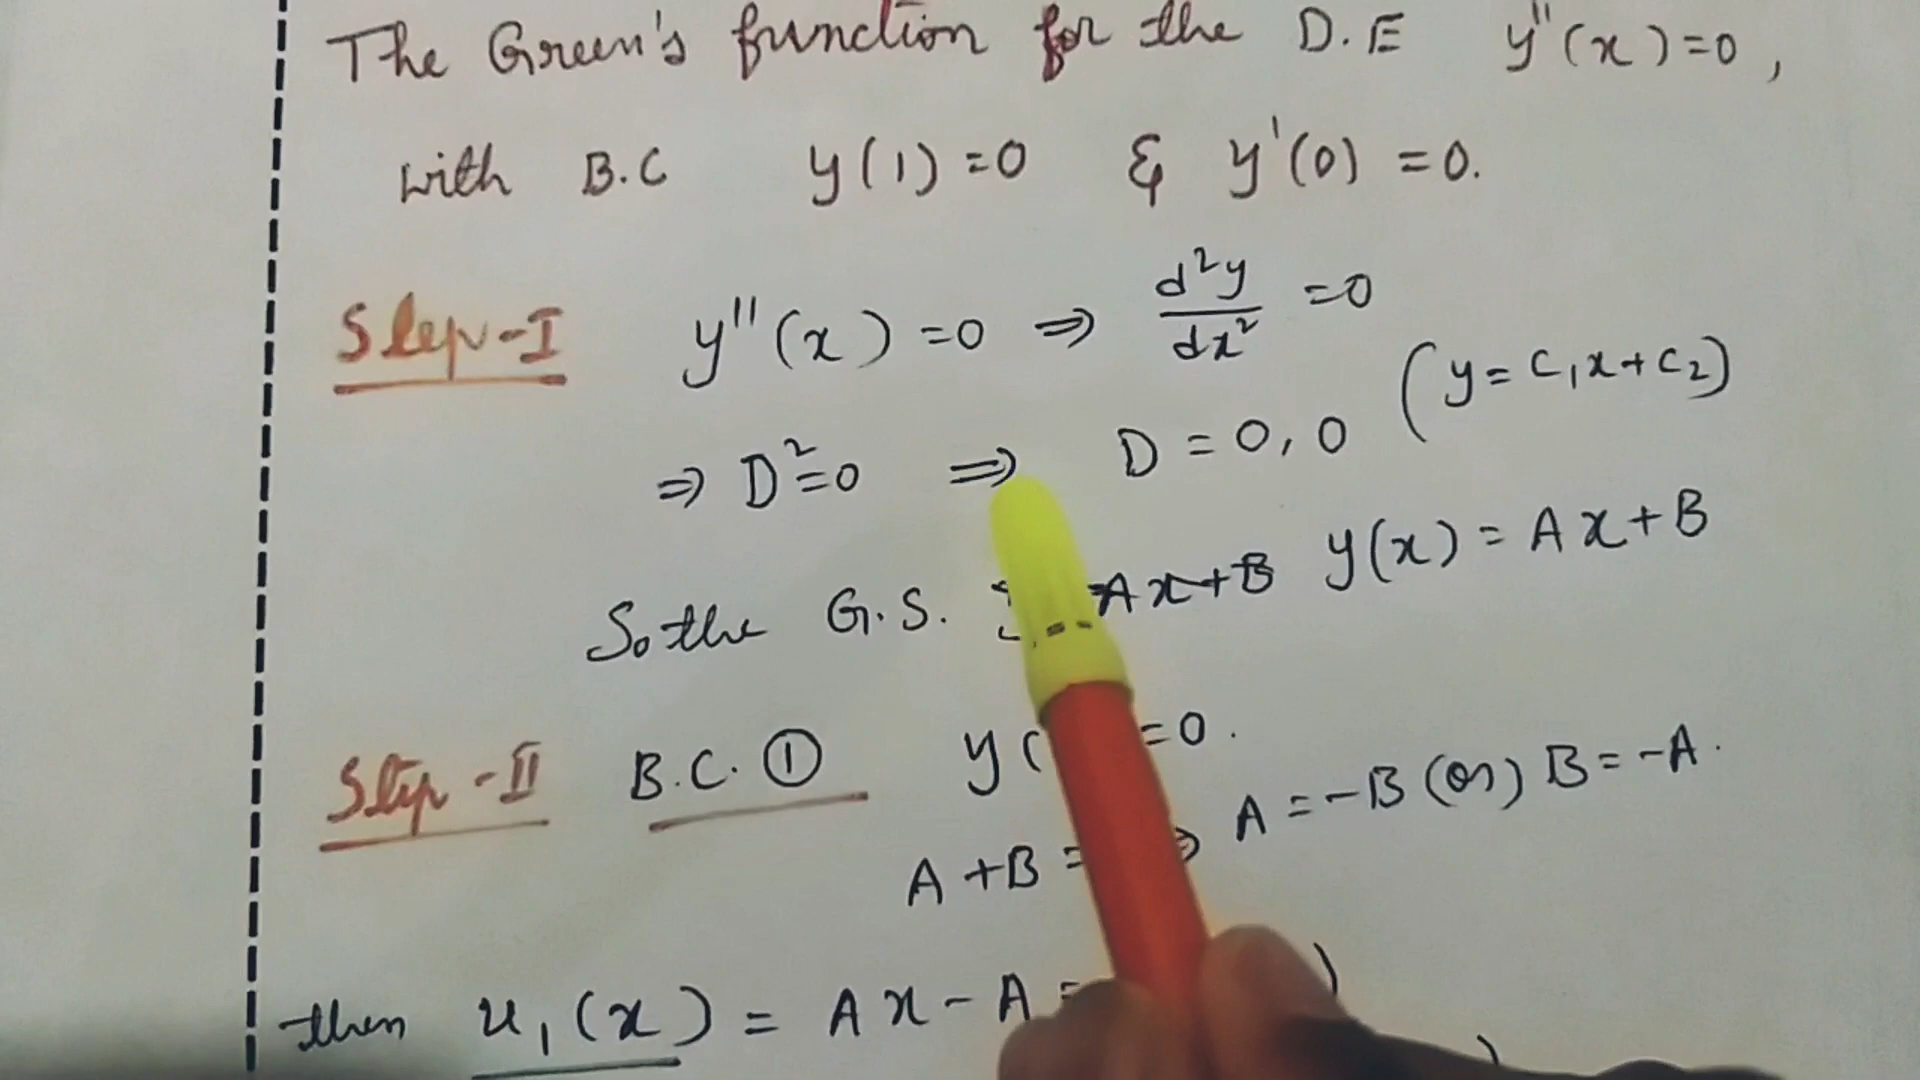 The Green's function for the D.E y''(x)=0,
with B.C y(1)=0 & y'(0)=0.
Step-I y''(x)=0 ⇒ d²y/dx² =0
⇒ D²=0 ⇒ D=0,0 (y=C₁x+C₂)
So the G.S. Ax+B y(x)=Ax+B
Step-II B.C. ① y( =0.
A+B= A=-B (or) B=-A.
then u₁(x) = Ax-A= )